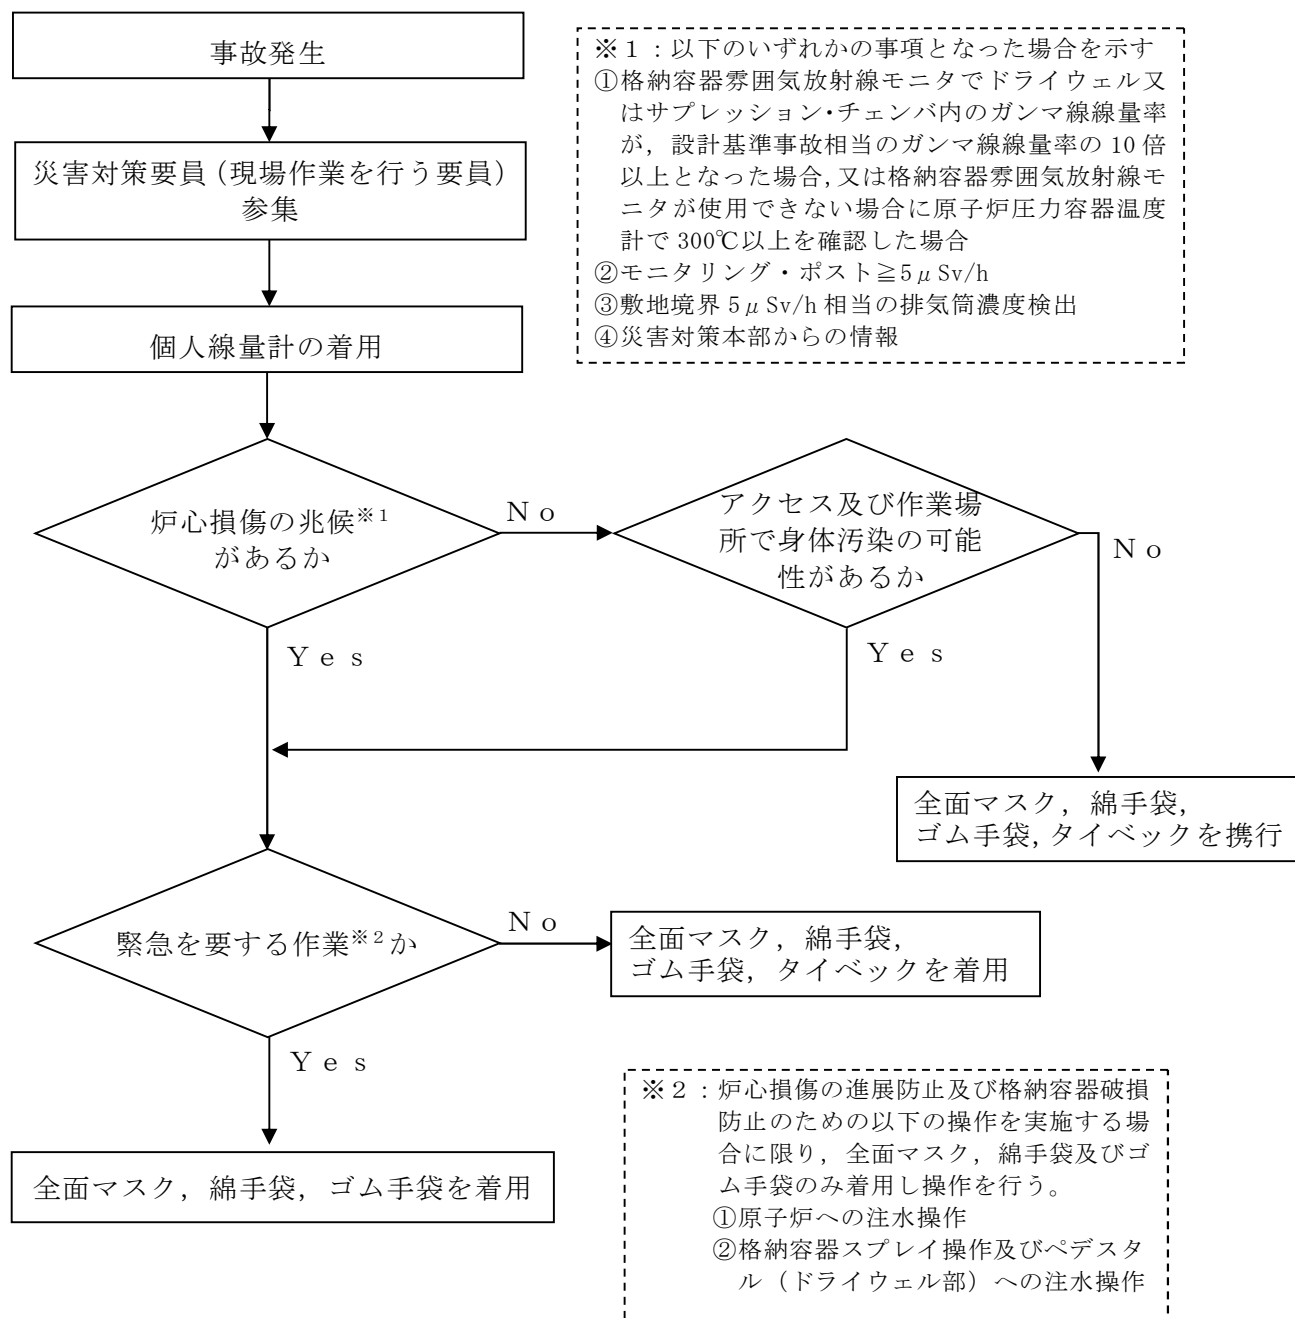 事故発生
※１：以下のいずれかの事項となった場合を示す
①格納容器雰囲気放射線モニタでドライウェル又
はサプレッション・チェンバ内のガンマ線線量率
が，設計基準事故相当のガンマ線線量率の 10 倍
以上となった場合,又は格納容器雰囲気放射線モ
ニタが使用できない場合に原子炉圧力容器温度
計で 300℃以上を確認した場合
②モニタリング・ポスト≧5μSv/h
③敷地境界 5μSv/h 相当の排気筒濃度検出
④災害対策本部からの情報
災害対策要員（現場作業を行う要員）
参集
個人線量計の着用
炉心損傷の兆候※1
があるか
Ｎｏ
アクセス及び作業場
所で身体汚染の可能
性があるか
Ｎｏ
Ｙｅｓ
Ｙｅｓ
全面マスク，綿手袋，
ゴム手袋,タイベックを携行
緊急を要する作業※2か
Ｎｏ
全面マスク，綿手袋，
ゴム手袋，タイベックを着用
Ｙｅｓ
全面マスク，綿手袋，ゴム手袋を着用
※２：炉心損傷の進展防止及び格納容器破損
防止のための以下の操作を実施する場
合に限り，全面マスク，綿手袋及びゴ
ム手袋のみ着用し操作を行う。
①原子炉への注水操作
②格納容器スプレイ操作及びペデスタ
ル（ドライウェル部）への注水操作